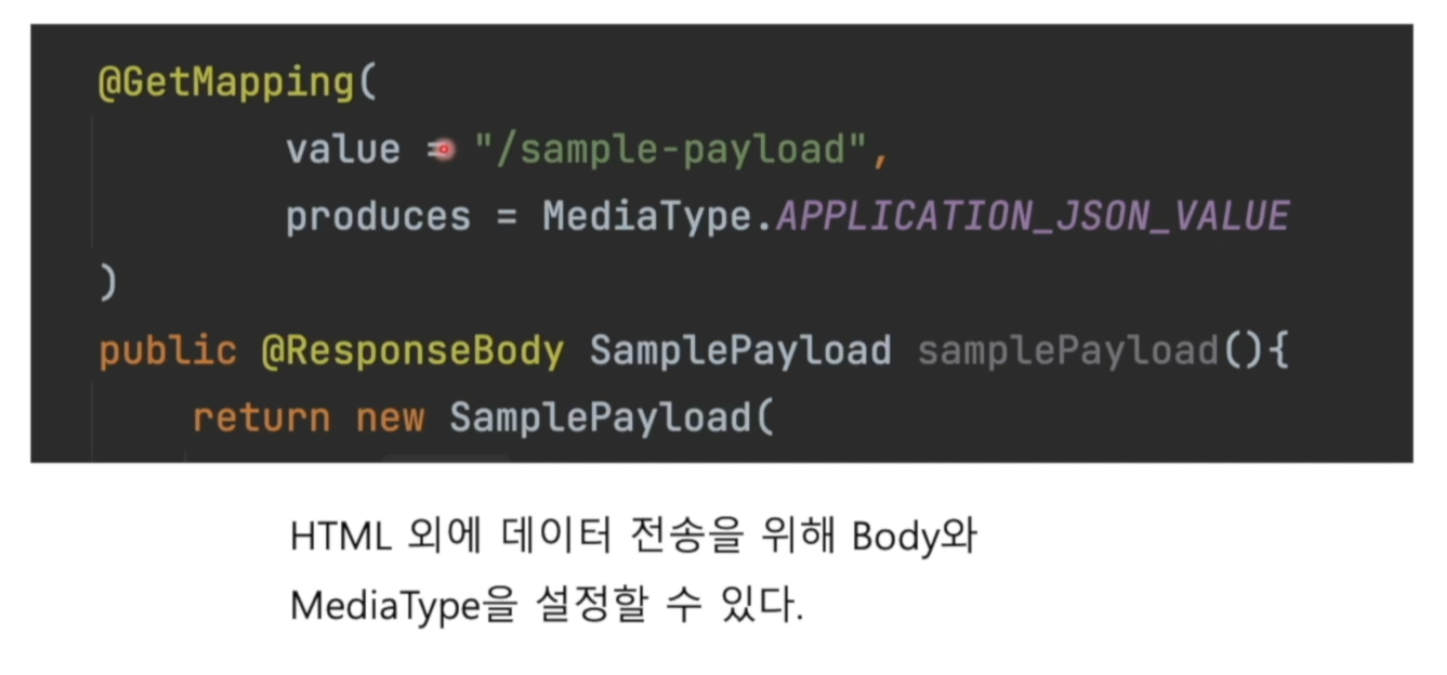 @GetMapping(
value = "/sample-payload",
produces = MediaType.APPLICATION_JSON_VALUE
)
public @ResponseBody SamplePayload samplePayload(){
return new SamplePayload(
HTML 외에 데이터 전송을 위해 Body와
MediaType을 설정할 수 있다.